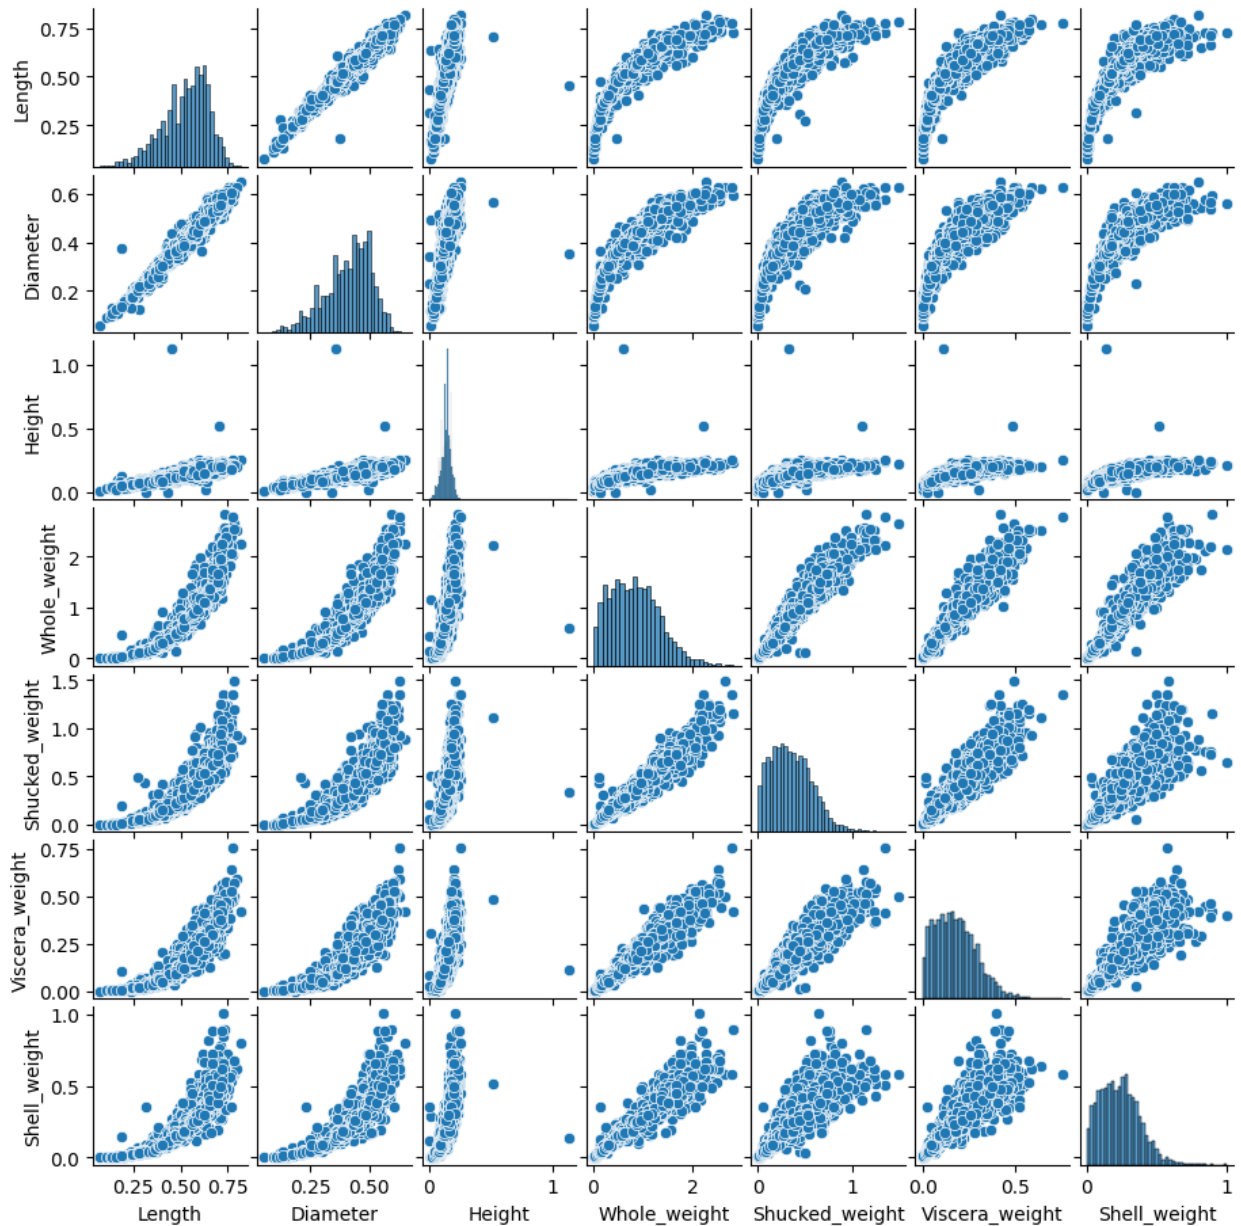 0.75
0.50
0.25
Length
0.6
0.4
0.2
Diameter
1.0
0.5
0.0
Height
2
1
0
Whole_weight
1.5
1.0
0.5
0.0
Shucked_weight
0.75
0.50
0.25
0.00
Viscera_weight
1.0
0.5
0.0
Shell_weight
0.25 0.50 0.75 0.25 0.50 0 1 0 2 0 1 0.0 0.5 0 1
Length Diameter Height Whole_weight Shucked_weight Viscera_weight Shell_weight